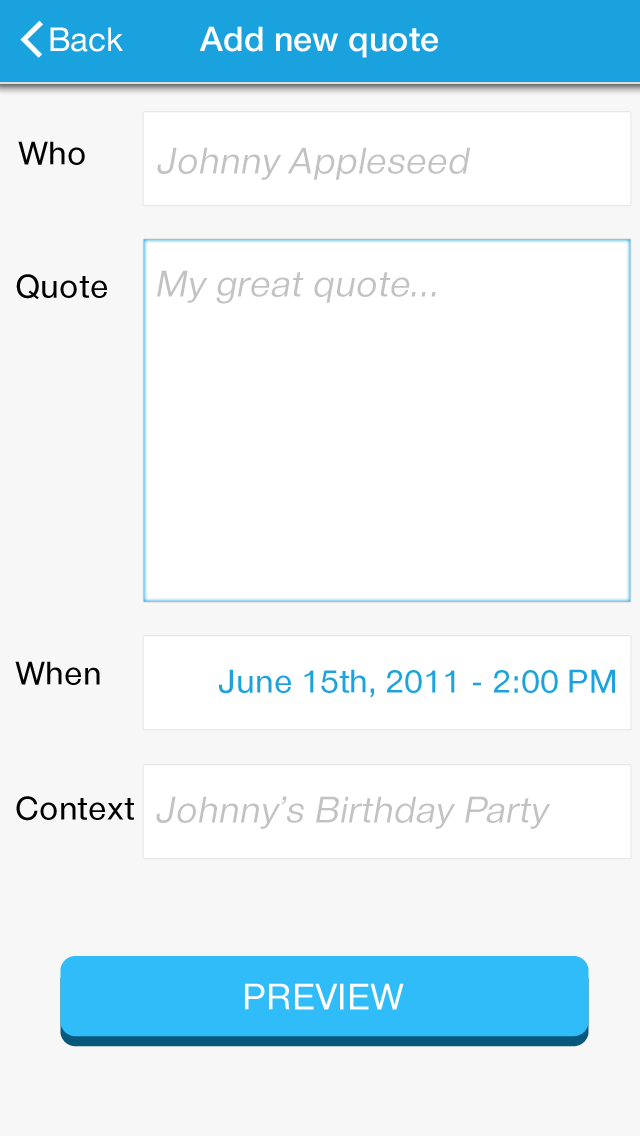 Back Add new quote
Who Johnny Appleseed
Quote My great quote...
When June 15th, 2011 - 2:00 PM
Context Johnny’s Birthday Party
PREVIEW